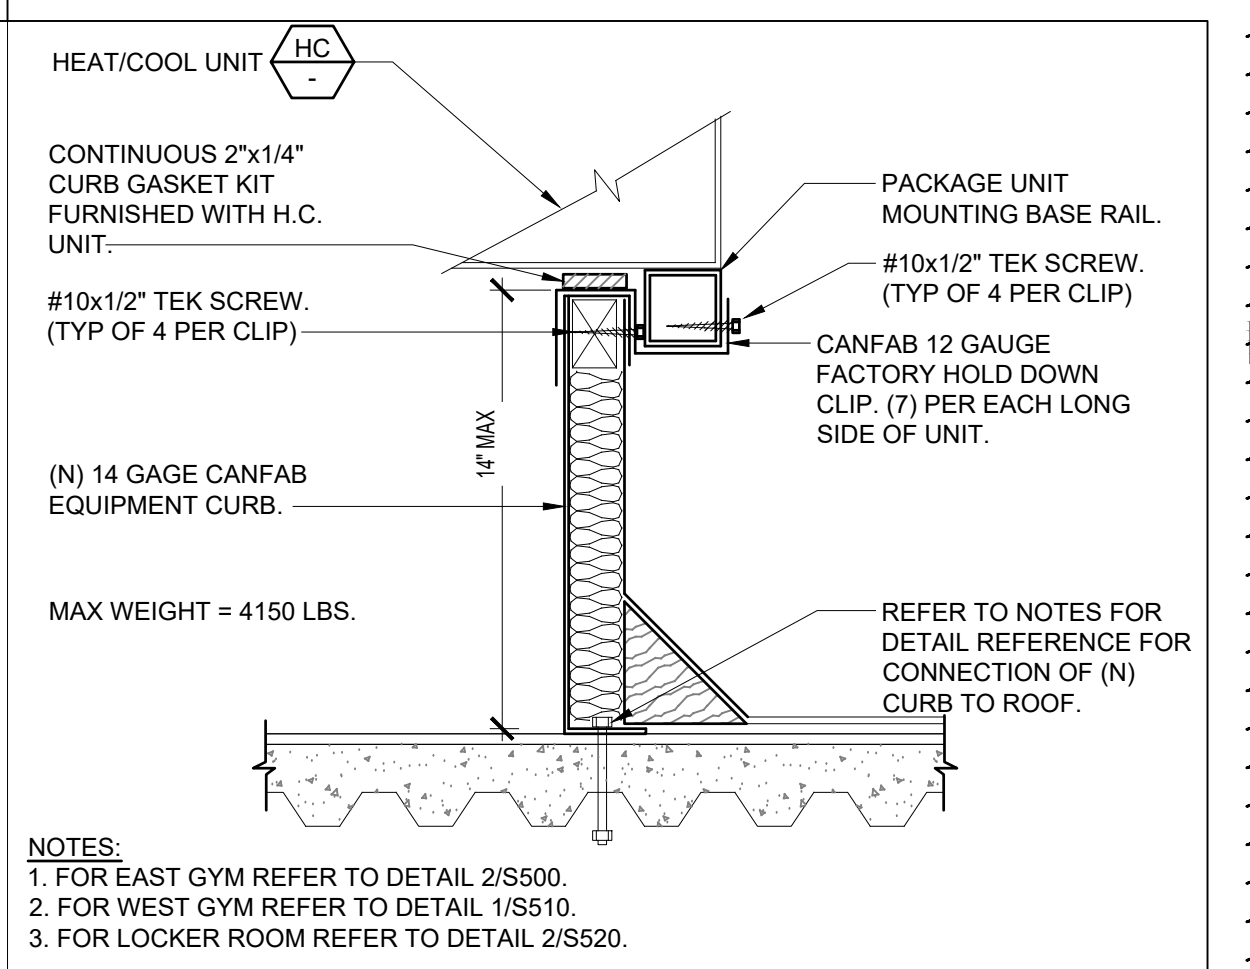 HEAT/COOL UNIT
HC
-
CONTINUOUS 2"x1/4"
CURB GASKET KIT
FURNISHED WITH H.C.
UNIT.
#10x1/2" TEK SCREW.
(TYP OF 4 PER CLIP)
(N) 14 GAGE CANFAB
EQUIPMENT CURB.
MAX WEIGHT = 4150 LBS.
14" MAX
PACKAGE UNIT
MOUNTING BASE RAIL.
#10x1/2" TEK SCREW.
(TYP OF 4 PER CLIP)
CANFAB 12 GAUGE
FACTORY HOLD DOWN
CLIP. (7) PER EACH LONG
SIDE OF UNIT.
REFER TO NOTES FOR
DETAIL REFERENCE FOR
CONNECTION OF (N)
CURB TO ROOF.
NOTES:
1. FOR EAST GYM REFER TO DETAIL 2/S500.
2. FOR WEST GYM REFER TO DETAIL 1/S510.
3. FOR LOCKER ROOM REFER TO DETAIL 2/S520.